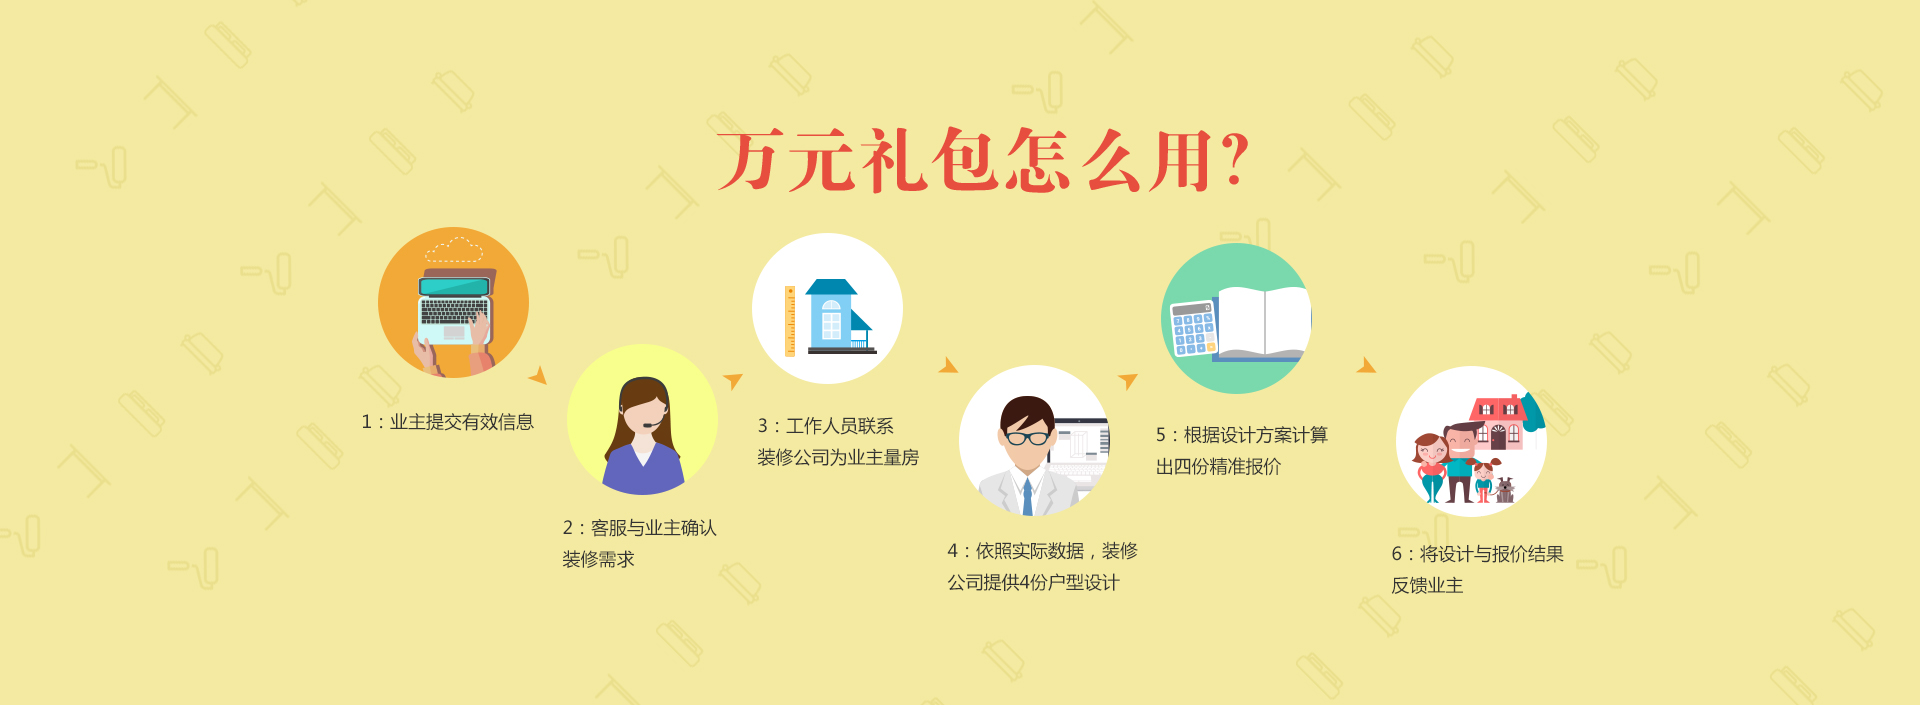 万元礼包怎么用?
1：业主提交有效信息
2：客服与业主确认
装修需求
3：工作人员联系
装修公司为业主量房
4：依照实际数据，装修
公司提供4份户型设计
5：根据设计方案计算
出四份精准报价
6：将设计与报价结果
反馈业主